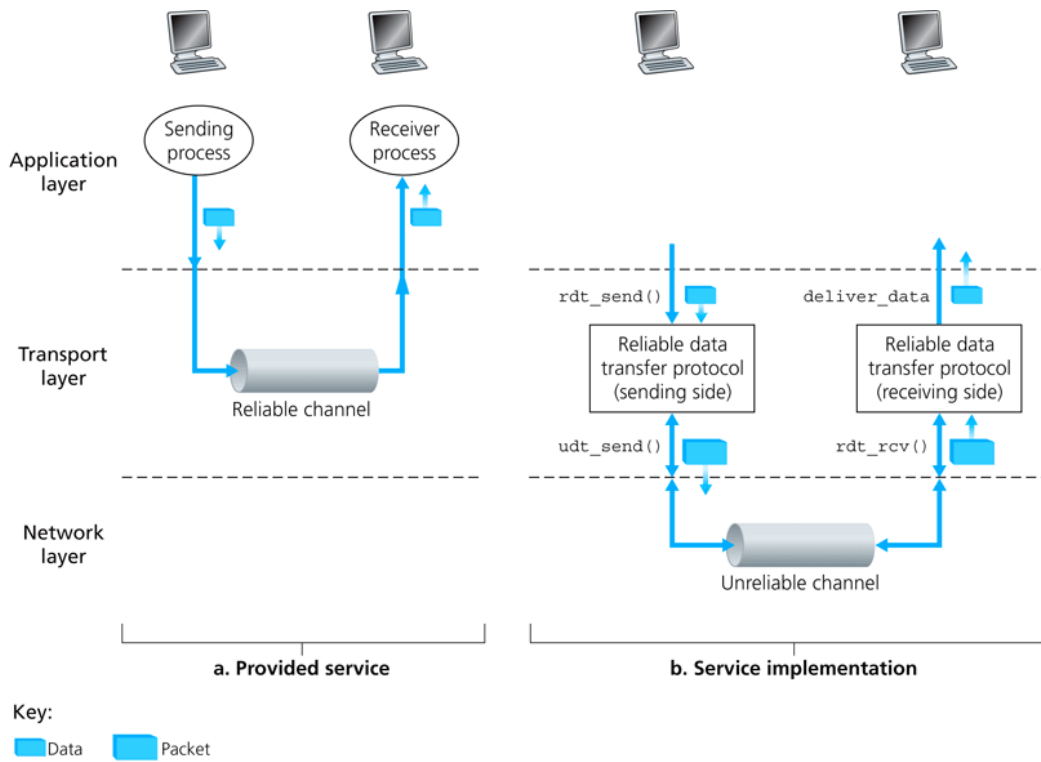 Sending
process
Receiver
process
Application
layer
rdt_send()
deliver_data
Transport
layer
Reliable channel
Reliable data
transfer protocol
(sending side)
Reliable data
transfer protocol
(receiving side)
udt_send()
rdt_rcv()
Network
layer
Unreliable channel
a. Provided service
b. Service implementation
Key:
Data
Packet